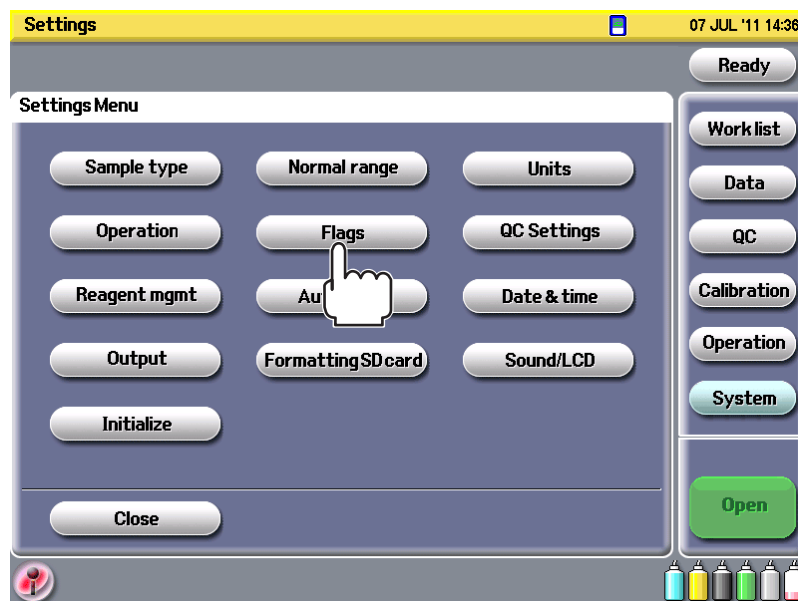 Settings 07 JUL '11 14:36
Ready
Settings Menu
Work list
Sample type Normal range Units
Data
Operation Flags QC Settings
QC
Reagent mgmt Date & time
Calibration
Output Formatting SD card Sound/LCD
Operation
System
Initialize
Close
Open